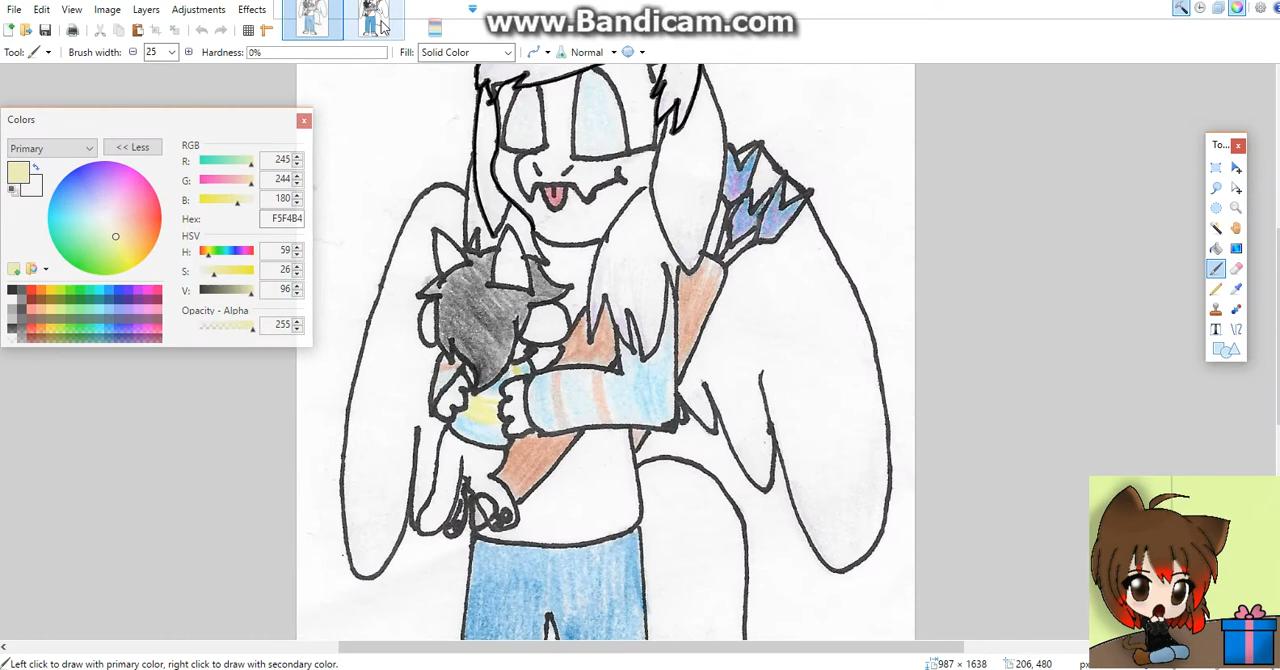 www.Bandicam.com
File Edit View Image Layers Adjustments Effects
Tool: Brush width: 25 Hardness: 0% Fill: Solid Color Normal
Colors
Primary << Less
RGB
R: 245
G: 244
B: 180
Hex: F5F4B4
HSV
H: 59
S: 26
V: 96
Opacity - Alpha
255
To...
Left click to draw with primary color, right click to draw with secondary color.
987 × 1638 206, 480 px